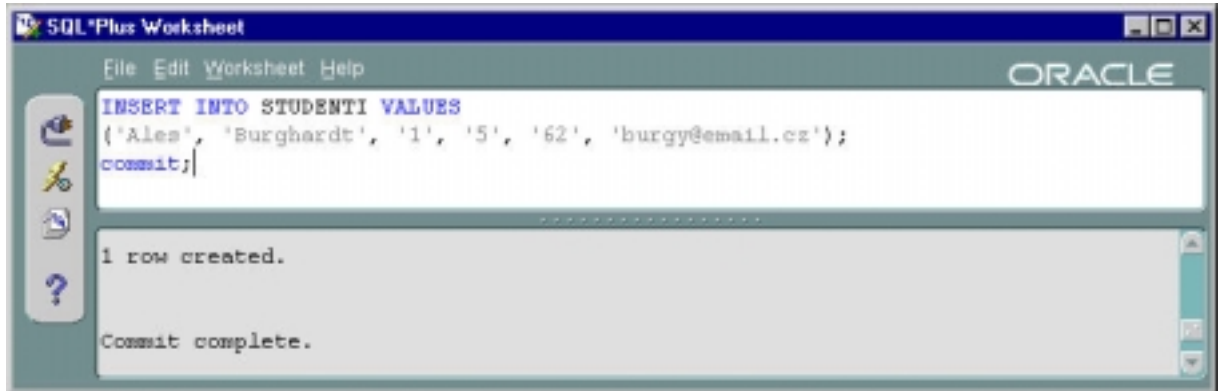 SQL*Plus Worksheet
File Edit Worksheet Help
ORACLE
INSERT INTO STUDENTI VALUES
('Ales', 'Burghardt', '1', '5', '62', 'burgy@email.cz');
commit;
1 row created.
Commit complete.